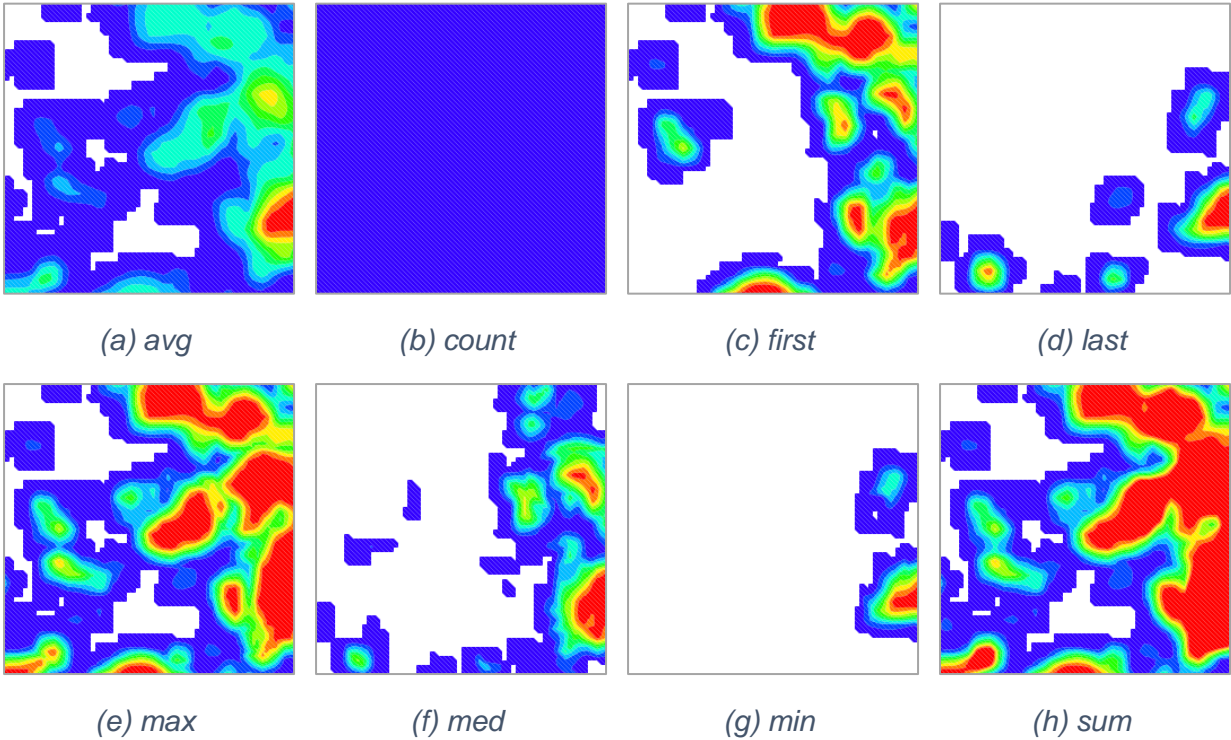 (a) avg
(b) count
(c) first
(d) last
(e) max
(f) med
(g) min
(h) sum